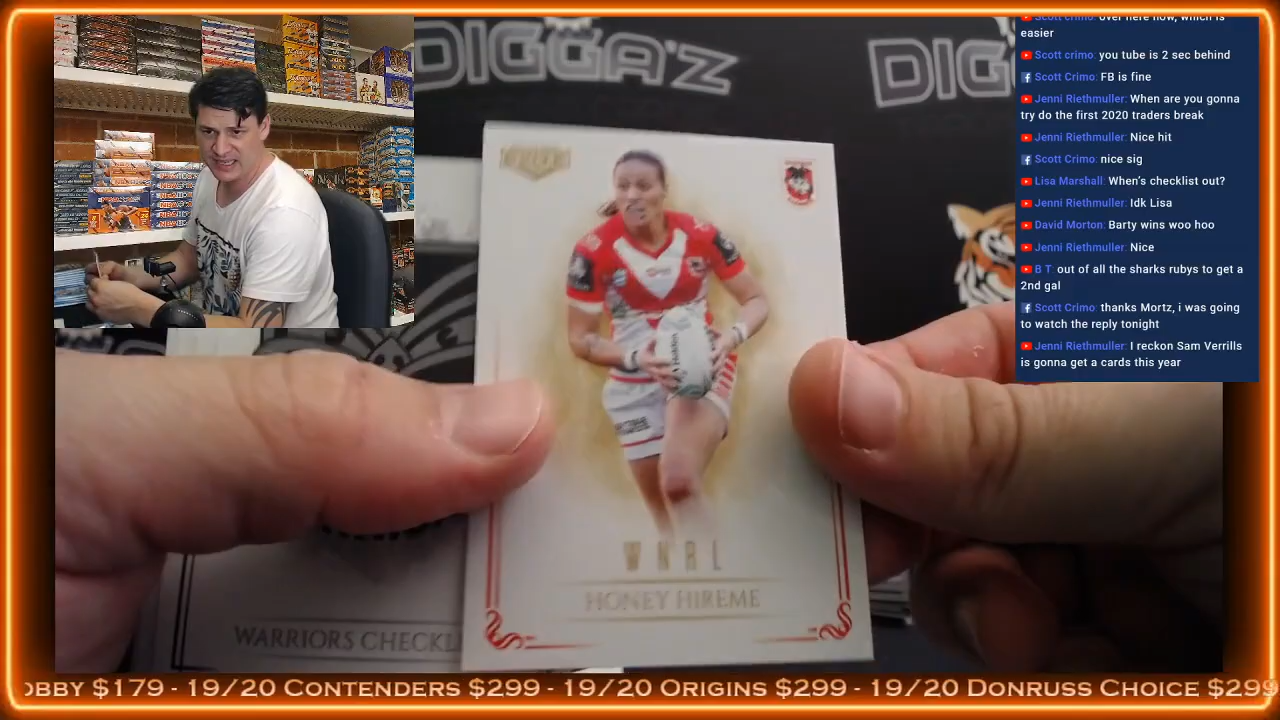 DIGGA'Z
DIG
Scott crimo: over here now, which is
easier
Scott crimo: you tube is 2 sec behind
Scott Crimo: FB is fine
Jenni Riethmuller: When are you gonna
try do the first 2020 traders break
Jenni Riethmuller: Nice hit
Scott Crimo: nice sig
Lisa Marshall: When's checklist out?
Jenni Riethmuller: Idk Lisa
David Morton: Barty wins woo hoo
Jenni Riethmuller: Nice
B T: out of all the sharks rubys to get a
2nd gal
Scott Crimo: thanks Mortz, i was going
to watch the reply tonight
Jenni Riethmuller: I reckon Sam Verrills
is gonna get a cards this year
Holden
WNRL
HONEY HIREME
WARRIORS CHECKL
OBBY $179 - 19/20 CONTENDERS $299 - 19/20 ORIGINS $299 - 19/20 DONRUSS CHOICE $299